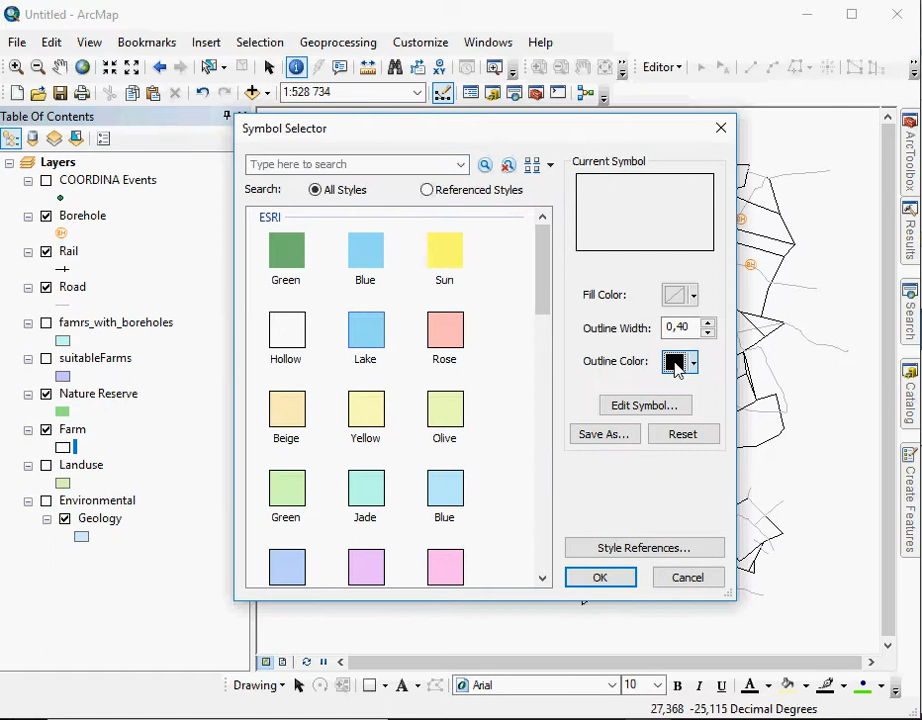 Untitled - ArcMap
File Edit View Bookmarks Insert Selection Geoprocessing Customize Windows Help
Editor
1:528 734
Table Of Contents
Layers
COORDINA Events
Borehole
Rail
Road
famrs_with_boreholes
suitableFarms
Nature Reserve
Farm
Landuse
Environmental
Geology
Symbol Selector
Type here to search
Search: All Styles Referenced Styles
ESRI
Green Blue Sun
Hollow Lake Rose
Beige Yellow Olive
Green Jade Blue
Current Symbol
Fill Color:
Outline Width: 0,40
Outline Color:
Edit Symbol...
Save As... Reset
Style References...
OK Cancel
BH
BH
ArcToolbox
Results
Search
Catalog
Create Features
Drawing Arial 10 B I U A
27,368 -25,115 Decimal Degrees